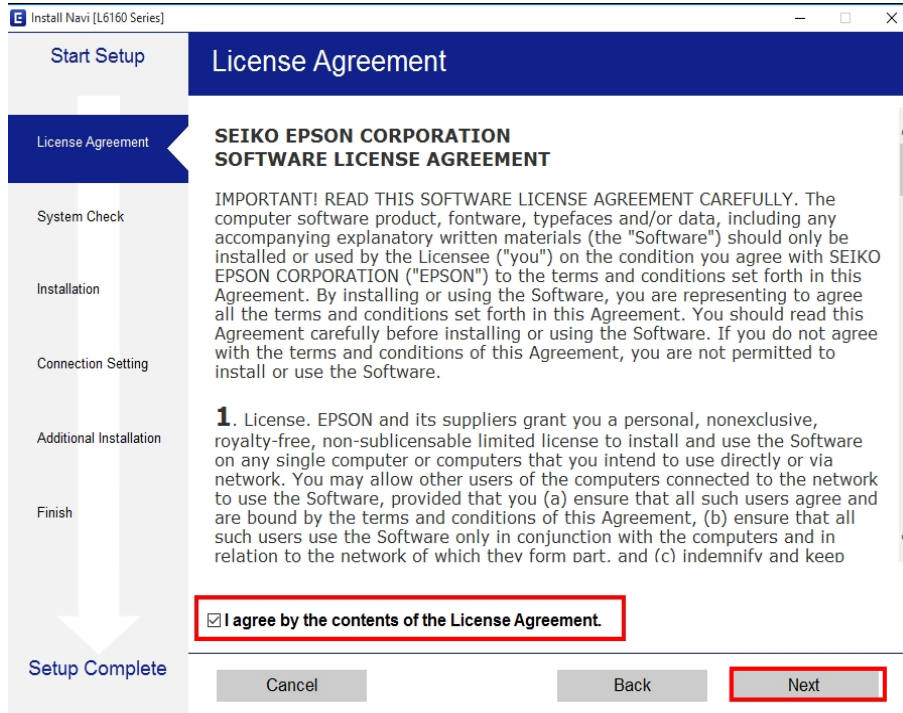 Install Navi [L6160 Series]
Start Setup
License Agreement
System Check
Installation
Connection Setting
Additional Installation
Finish
Setup Complete
License Agreement
SEIKO EPSON CORPORATION
SOFTWARE LICENSE AGREEMENT
IMPORTANT! READ THIS SOFTWARE LICENSE AGREEMENT CAREFULLY. The
computer software product, fontware, typefaces and/or data, including any
accompanying explanatory written materials (the "Software") should only be
installed or used by the Licensee ("you") on the condition you agree with SEIKO
EPSON CORPORATION ("EPSON") to the terms and conditions set forth in this
Agreement. By installing or using the Software, you are representing to agree
all the terms and conditions set forth in this Agreement. You should read this
Agreement carefully before installing or using the Software. If you do not agree
with the terms and conditions of this Agreement, you are not permitted to
install or use the Software.
1. License. EPSON and its suppliers grant you a personal, nonexclusive,
royalty-free, non-sublicensable limited license to install and use the Software
on any single computer or computers that you intend to use directly or via
network. You may allow other users of the computers connected to the network
to use the Software, provided that you (a) ensure that all such users agree and
are bound by the terms and conditions of this Agreement, (b) ensure that all
such users use the Software only in conjunction with the computers and in
relation to the network of which they form part, and (c) indemnify and keep
I agree by the contents of the License Agreement.
Cancel
Back
Next